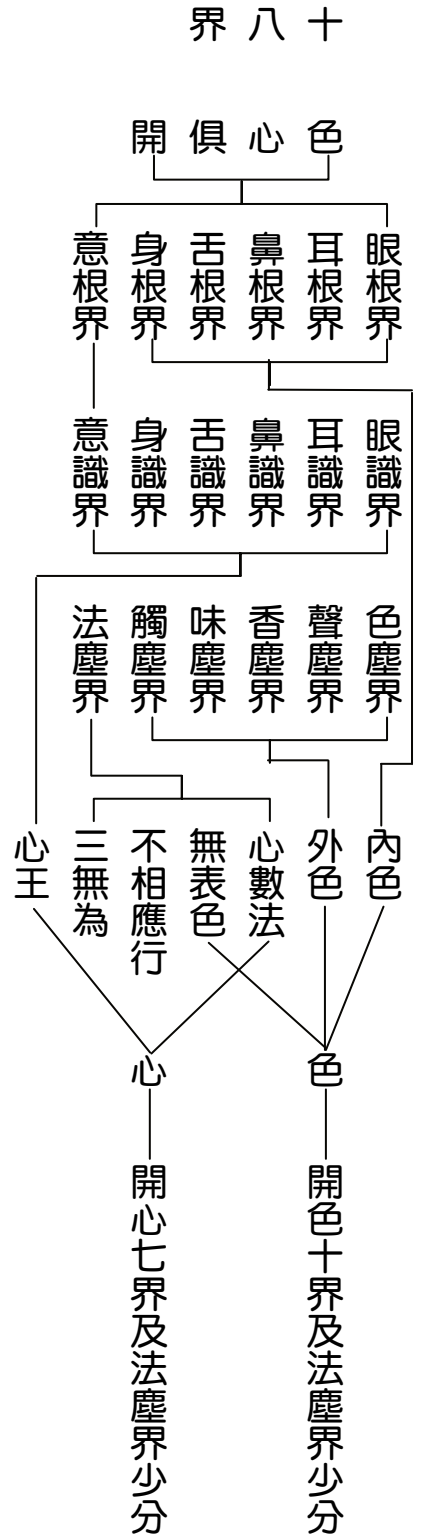 十八界
色心俱開
眼根界
耳根界
鼻根界
舌根界
身根界
意根界
眼識界
耳識界
鼻識界
舌識界
身識界
意識界
色塵界
聲塵界
香塵界
味塵界
觸塵界
法塵界
內色
外色
心數法
無表色
不相應行
三無為
心王
色
心
開色十界及法塵界少分
開心七界及法塵界少分